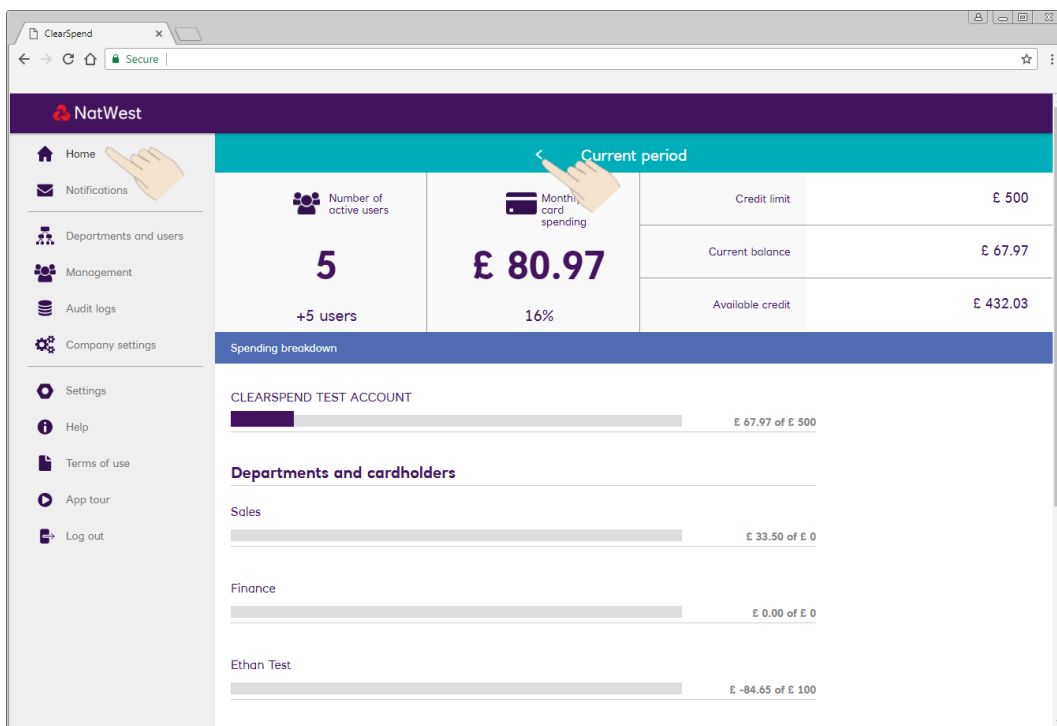 ClearSpend
Secure
NatWest
Home
Notifications
Departments and users
Management
Audit logs
Company settings
Settings
Help
Terms of use
App tour
Log out
Current period
Number of
active users
5
+5 users
Monthly
card
spending
£ 80.97
16%
Credit limit
£ 500
Current balance
£ 67.97
Available credit
£ 432.03
Spending breakdown
CLEARSPEND TEST ACCOUNT
£ 67.97 of £ 500
Departments and cardholders
Sales
£ 33.50 of £ 0
Finance
£ 0.00 of £ 0
Ethan Test
£ -84.65 of £ 100